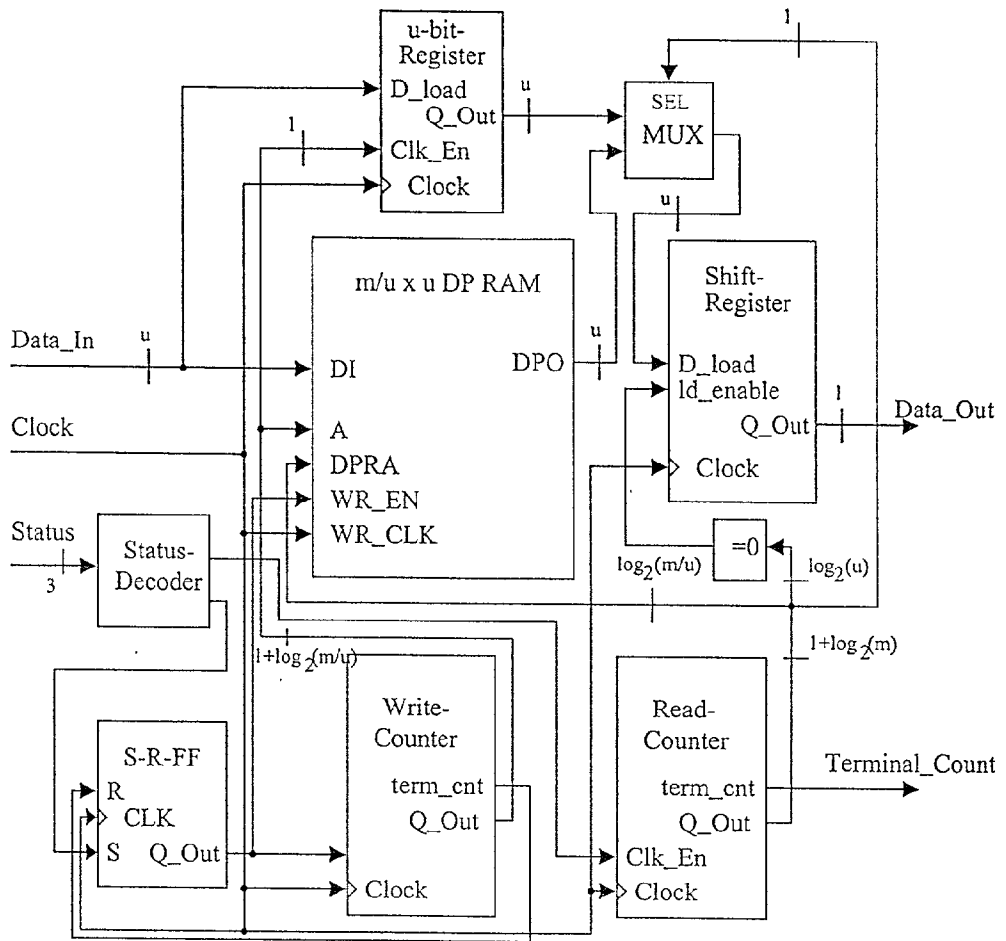 u-bit-
Register
D_load
Q_Out
Clk_En
Clock
u
1
SEL
MUX
1
u
m/u x u DP RAM
DI
DPO
A
DPRA
WR_EN
WR_CLK
u
Shift-
Register
D_load
ld_enable
Q_Out
Clock
1
Data_Out
Data_In
u
Clock
Status
3
Status-
Decoder
=0
log2(m/u)
log2(u)
1+log2(m/u)
1+log2(m)
S-R-FF
R
CLK
S
Q_Out
Write-
Counter
term_cnt
Q_Out
Clock
Read-
Counter
term_cnt
Q_Out
Clk_En
Clock
Terminal_Count